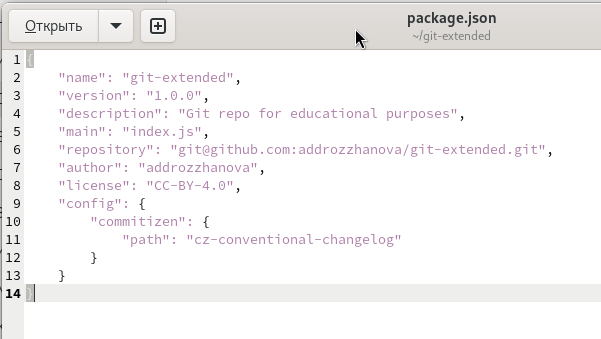 Открыть
package.json
~/git-extended
1 {
2     "name": "git-extended",
3     "version": "1.0.0",
4     "description": "Git repo for educational purposes",
5     "main": "index.js",
6     "repository": "git@github.com:addrozzhanova/git-extended.git",
7     "author": "addrozzhanova",
8     "license": "CC-BY-4.0",
9     "config": {
10         "commitizen": {
11             "path": "cz-conventional-changelog"
12         }
13     }
14 }